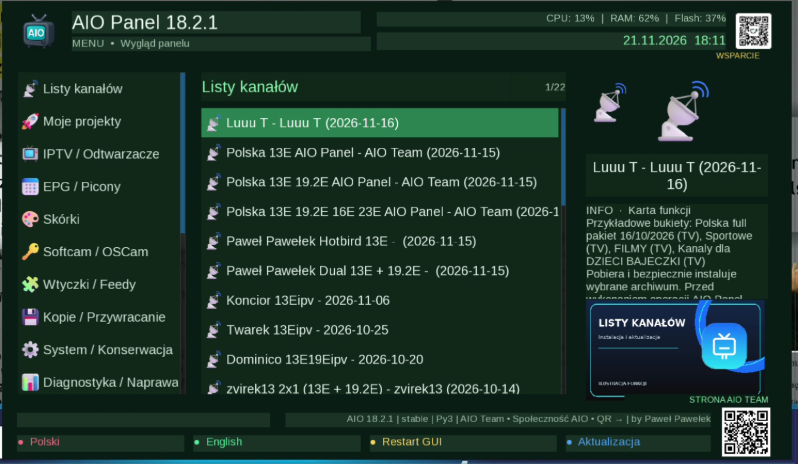 AIO
AIO Panel 18.2.1
MENU • Wygląd panelu
CPU: 13% | RAM: 62% | Flash: 37%
21.11.2026 18:11
WSPARCIE
Listy kanałów
Moje projekty
IPTV / Odtwarzacze
EPG / Picony
Skórki
Softcam / OSCam
Wtyczki / Feedy
Kopie / Przywracanie
System / Konserwacja
Diagnostyka / Naprawa
Listy kanałów
1/22
Luuu T - Luuu T (2026-11-16)
Polska 13E AIO Panel - AIO Team (2026-11-15)
Polska 13E 19.2E AIO Panel - AIO Team (2026-11-15)
Polska 13E 19.2E 16E 23E AIO Panel - AIO Team (2026-1
Paweł Pawełek Hotbird 13E - (2026-11-15)
Paweł Pawełek Dual 13E + 19.2E - (2026-11-15)
Koncior 13Eipv - 2026-11-06
Twarek 13Eipv - 2026-10-25
Dominico 13E19Eipv - 2026-10-20
zvirek13 2x1 (13E + 19.2E) - zvirek13 (2026-10-14)
Luuu T - Luuu T (2026-11-
16)
INFO · Karta funkcji
Przykładowe bukiety: Polska full
pakiet 16/10/2026 (TV), Sportowe
(TV), FILMY (TV), Kanały dla
DZIECI BAJECZKI (TV)
Pobiera i bezpiecznie instaluje
wybrane archiwum. Przed
wykonaniem operacji AIO Panel
LISTY KANAŁÓW
Instalacja i aktualizacja
ILUSTRACJA FUNKCJI
STRONA AIO TEAM
AIO 18.2.1 | stable | Py3 | AIO Team • Społeczność AIO • QR → | by Paweł Pawełek
Polski
English
Restart GUI
Aktualizacja